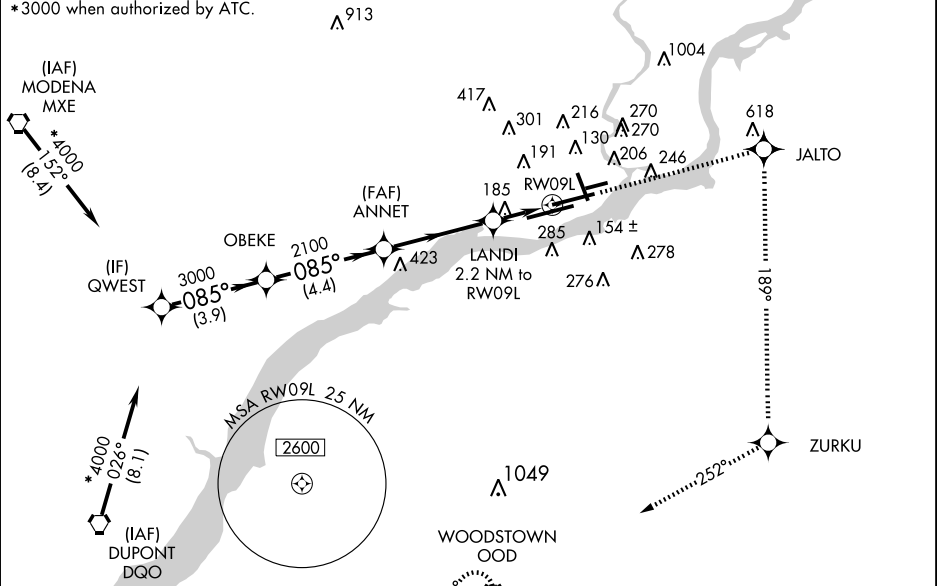 *3000 when authorized by ATC.
913
1004
(IAF)
MODENA
MXE
*4000
152°
(8.4)
417
301
216
270
270
618
191
130
206
246
JALTO
185
RW09L
(FAF)
ANNET
OBEKE
2100
085°
(4.4)
423
LANDI
2.2 NM to
RW09L
285
154 ±
278
276
(IF)
QWEST
3000
085°
(3.9)
189°
MSA RW09L 25 NM
2600
*4000
026°
(8.1)
(IAF)
DUPONT
DQO
1049
ZURKU
252°
WOODSTOWN
OOD